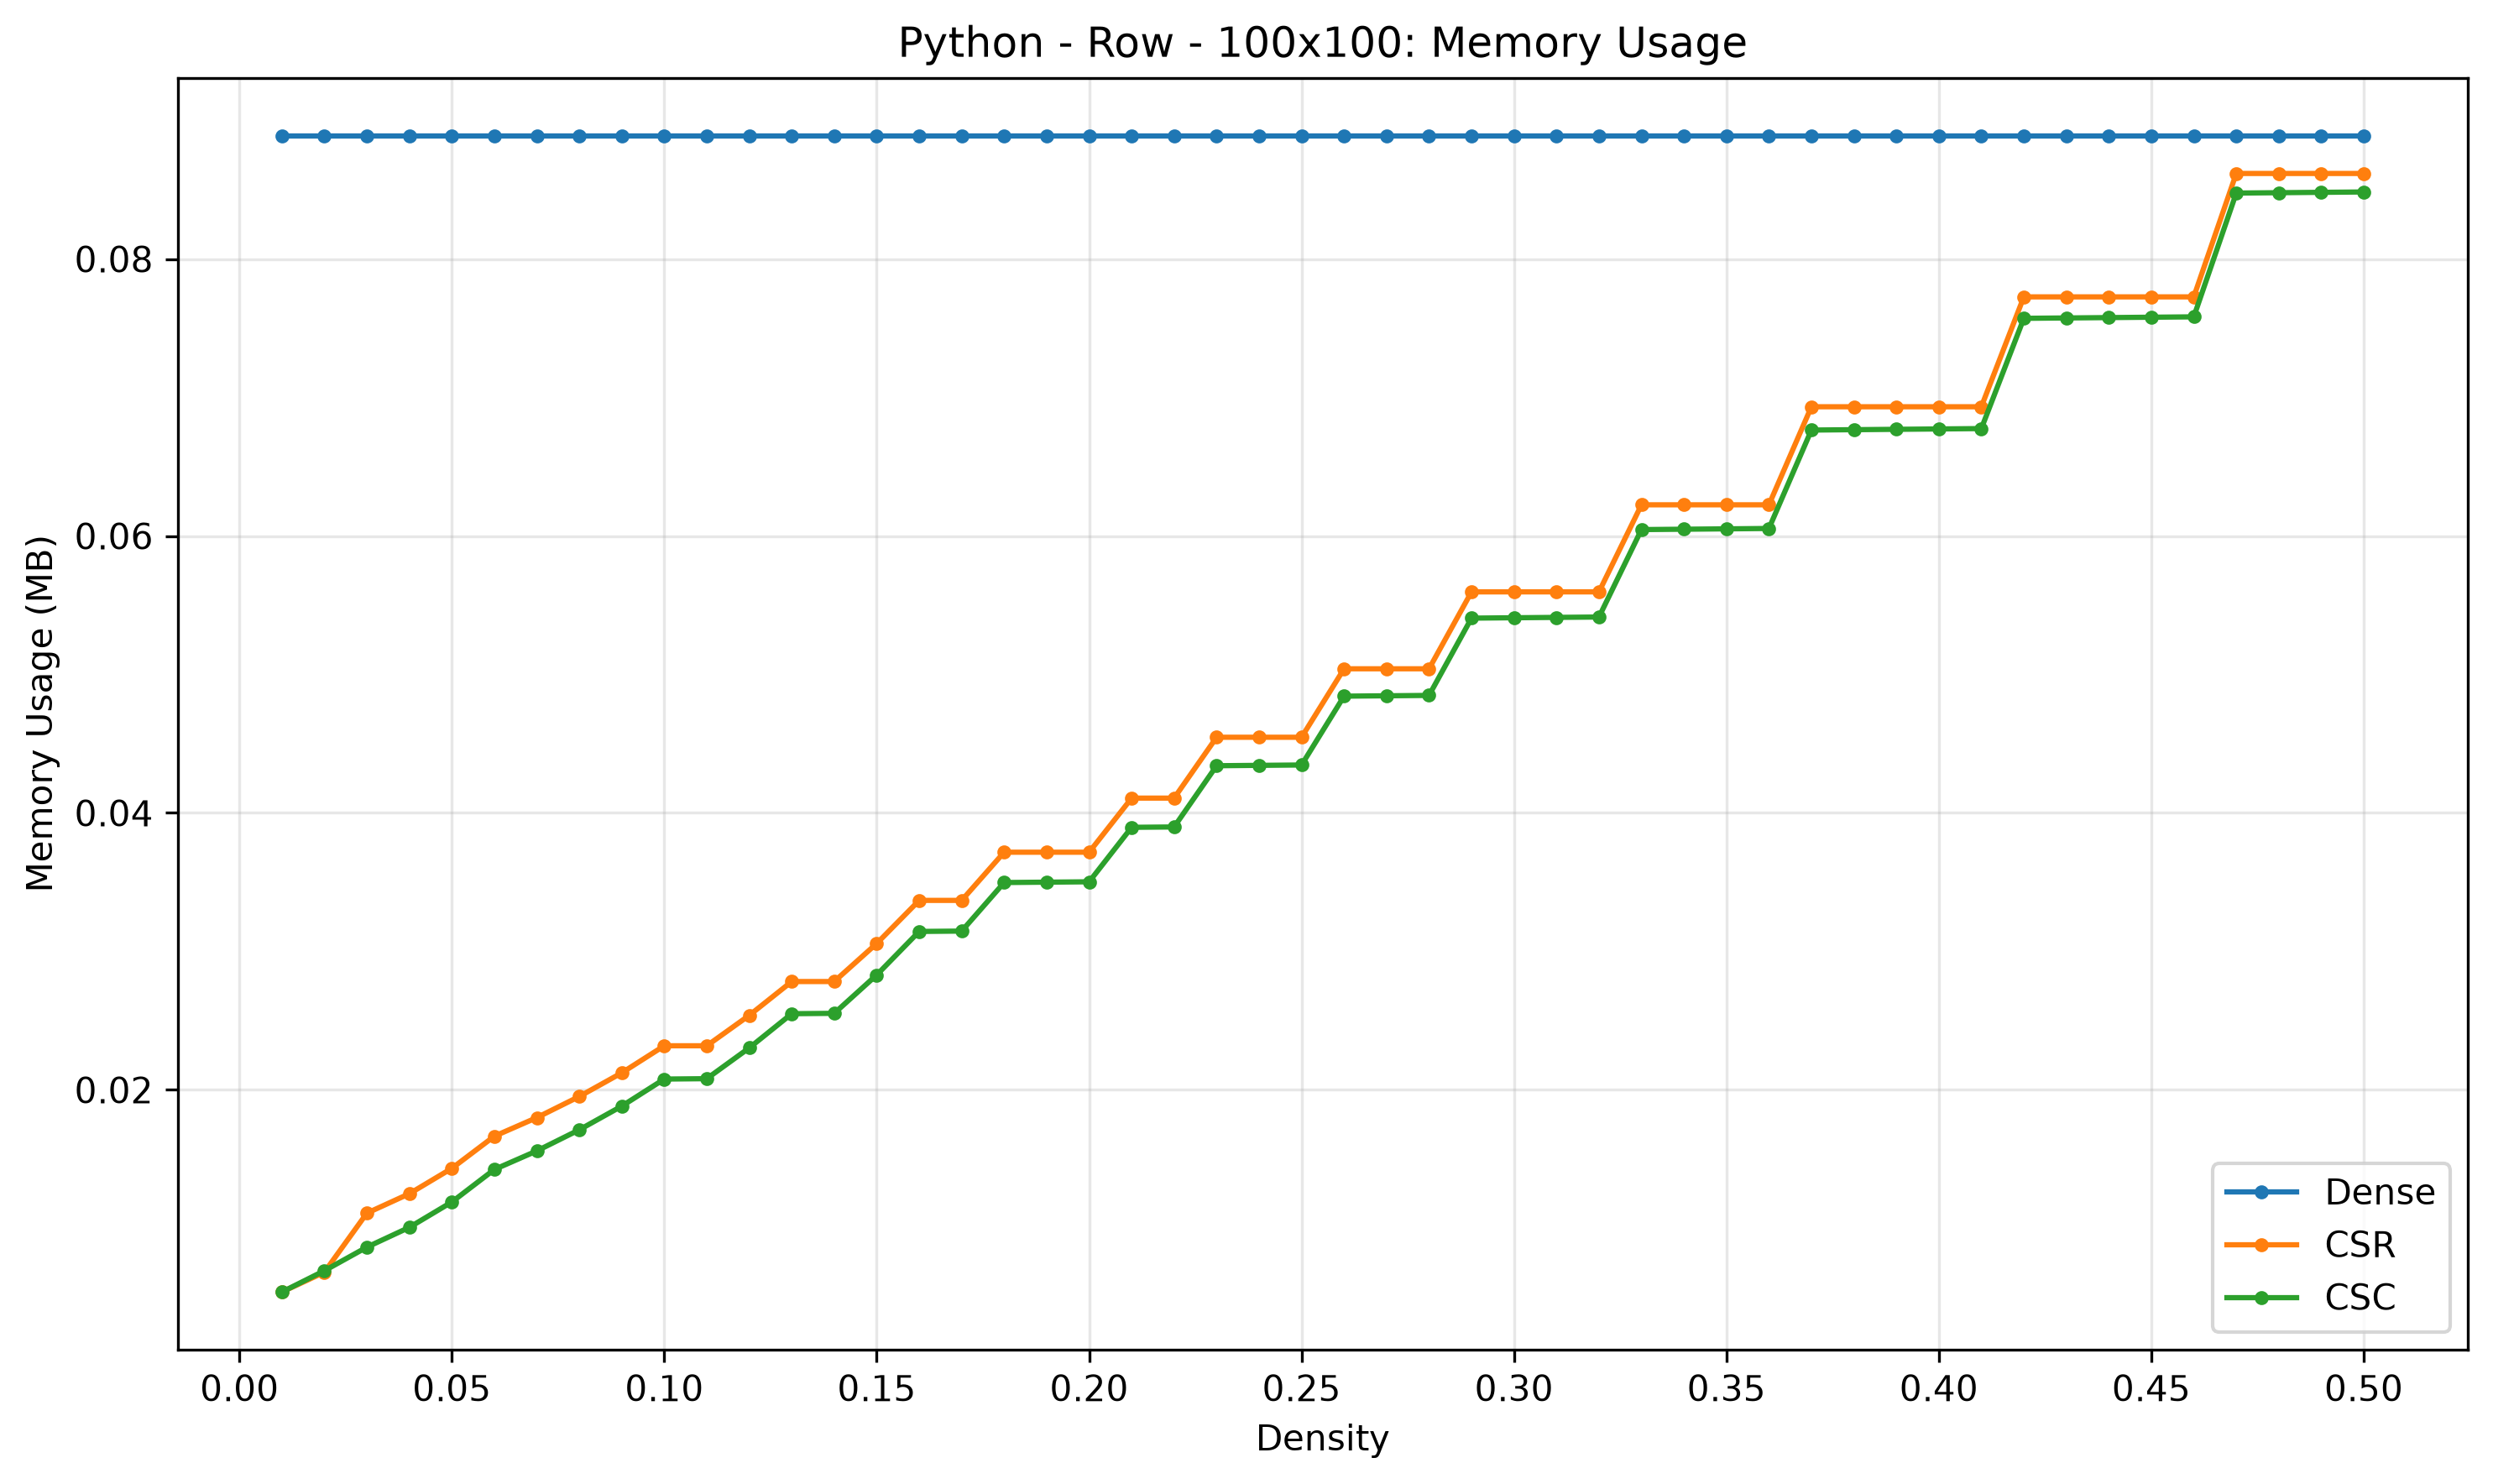 Python - Row - 100x100: Memory Usage
Memory Usage (MB)
0.08
0.06
0.04
0.02
0.00 0.05 0.10 0.15 0.20 0.25 0.30 0.35 0.40 0.45 0.50
Density
Dense
CSR
CSC